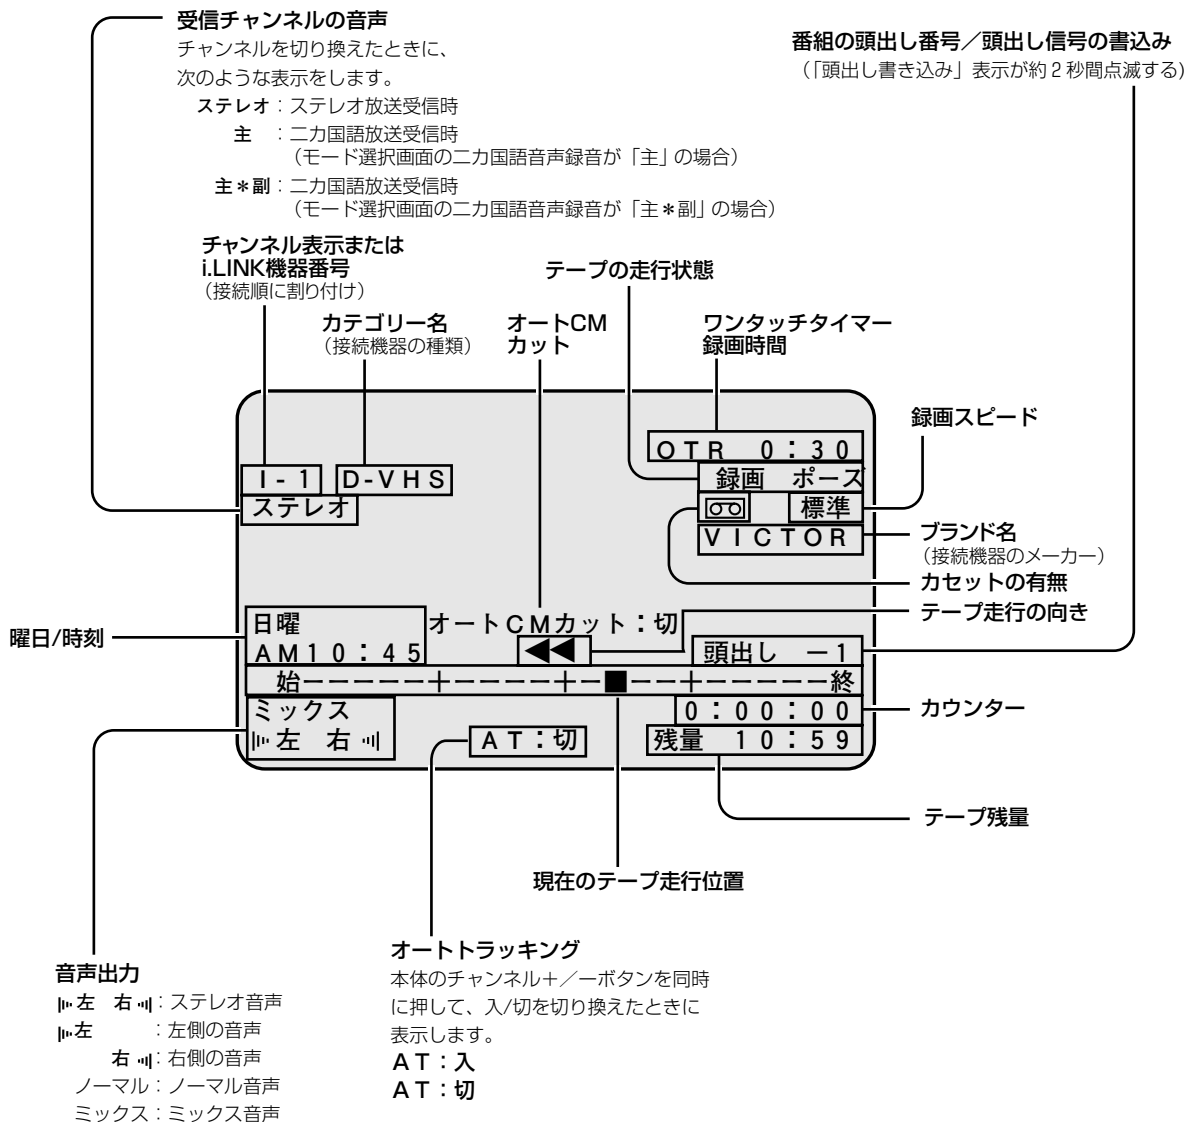 受信チャンネルの音声
チャンネルを切り換えたときに、
次のような表示をします。
ステレオ：ステレオ放送受信時
主　：二カ国語放送受信時
（モード選択画面の二カ国語音声録音が「主」の場合）
主＊副：二カ国語放送受信時
（モード選択画面の二カ国語音声録音が「主＊副」の場合）
番組の頭出し番号／頭出し信号の書込み
（「頭出し書き込み」表示が約２秒間点滅する）
チャンネル表示または
i.LINK機器番号
（接続順に割り付け）
カテゴリー名
（接続機器の種類）
オートCM
カット
テープの走行状態
ワンタッチタイマー
録画時間
録画スピード
OTR 0：30
I-1 D-VHS
録画 ポーズ
ステレオ
標準
VICTOR
ブランド名
（接続機器のメーカー）
カセットの有無
テープ走行の向き
曜日/時刻
日曜
オートCMカット：切
AM10：45
◀◀
頭出し －1
始------+-----+--■--+------終
ミックス
0：00：00
カウンター
左 右
AT：切
残量 10：59
テープ残量
現在のテープ走行位置
音声出力
左　右：ステレオ音声
左　：左側の音声
右：右側の音声
ノーマル：ノーマル音声
ミックス：ミックス音声
オートトラッキング
本体のチャンネル＋／－ボタンを同時
に押して、入/切を切り換えたときに
表示します。
AT：入
AT：切